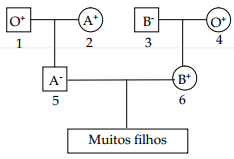 O+ A+ B- O+
1 2 3 4
A- B+
5 6
Muitos filhos